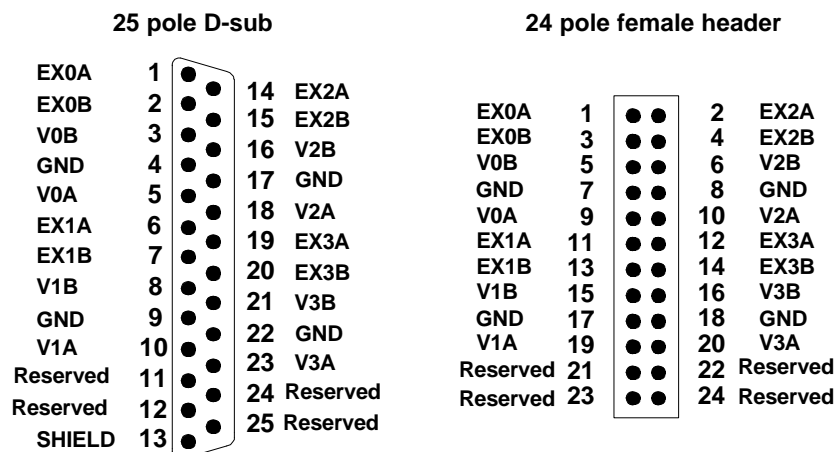 25 pole D-sub
EX0A 1
14 EX2A
EX0B 2
15 EX2B
V0B 3
16 V2B
GND 4
17 GND
V0A 5
18 V2A
EX1A 6
19 EX3A
EX1B 7
20 EX3B
V1B 8
21 V3B
GND 9
22 GND
V1A 10
23 V3A
Reserved 11
24 Reserved
Reserved 12
25 Reserved
SHIELD 13
24 pole female header
EX0A 1 2 EX2A
EX0B 3 4 EX2B
V0B 5 6 V2B
GND 7 8 GND
V0A 9 10 V2A
EX1A 11 12 EX3A
EX1B 13 14 EX3B
V1B 15 16 V3B
GND 17 18 GND
V1A 19 20 V3A
Reserved 21 22 Reserved
Reserved 23 24 Reserved